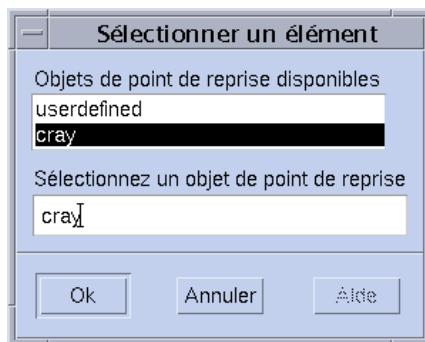 Sélectionner un élément
Objets de point de reprise disponibles
userdefined
cray
Sélectionnez un objet de point de reprise
cray
Ok Annuler Aide